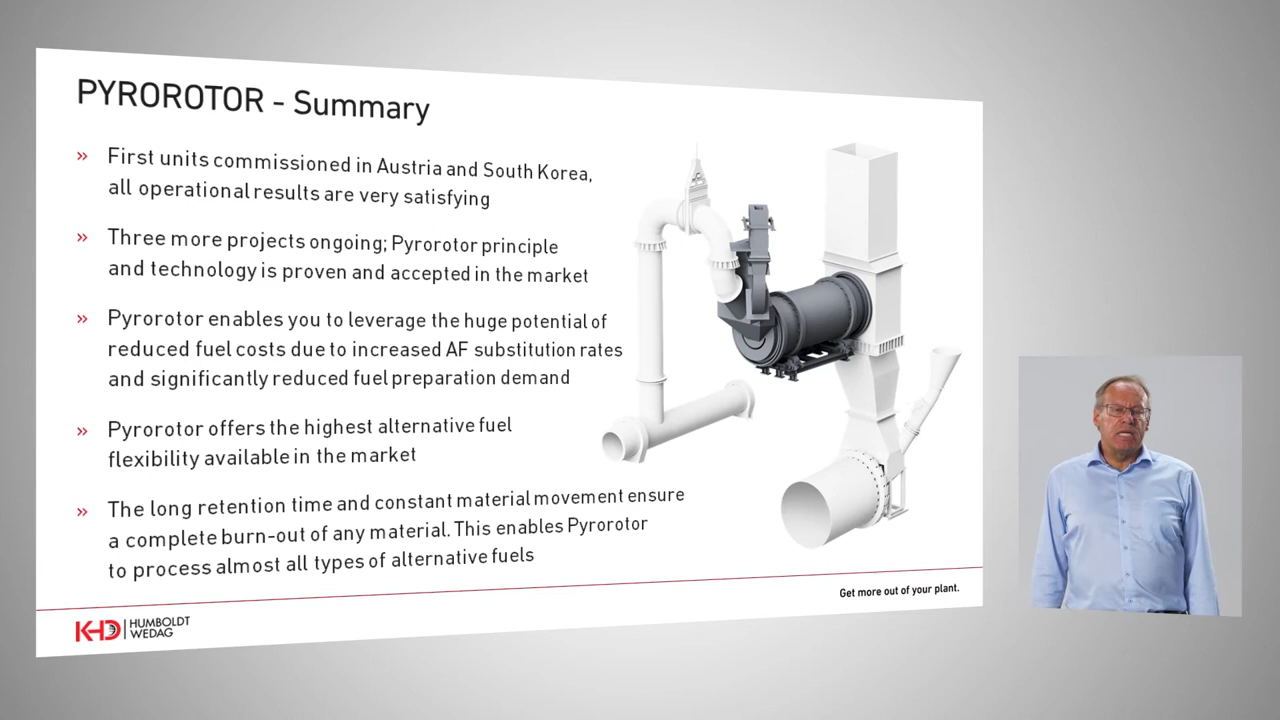 PYROROTOR - Summary
» First units commissioned in Austria and South Korea,
all operational results are very satisfying
» Three more projects ongoing; Pyrorotor principle
and technology is proven and accepted in the market
» Pyrorotor enables you to leverage the huge potential of
reduced fuel costs due to increased AF substitution rates
and significantly reduced fuel preparation demand
» Pyrorotor offers the highest alternative fuel
flexibility available in the market
» The long retention time and constant material movement ensure
a complete burn-out of any material. This enables Pyrorotor
to process almost all types of alternative fuels
Get more out of your plant.
KHD HUMBOLDT
WEDAG